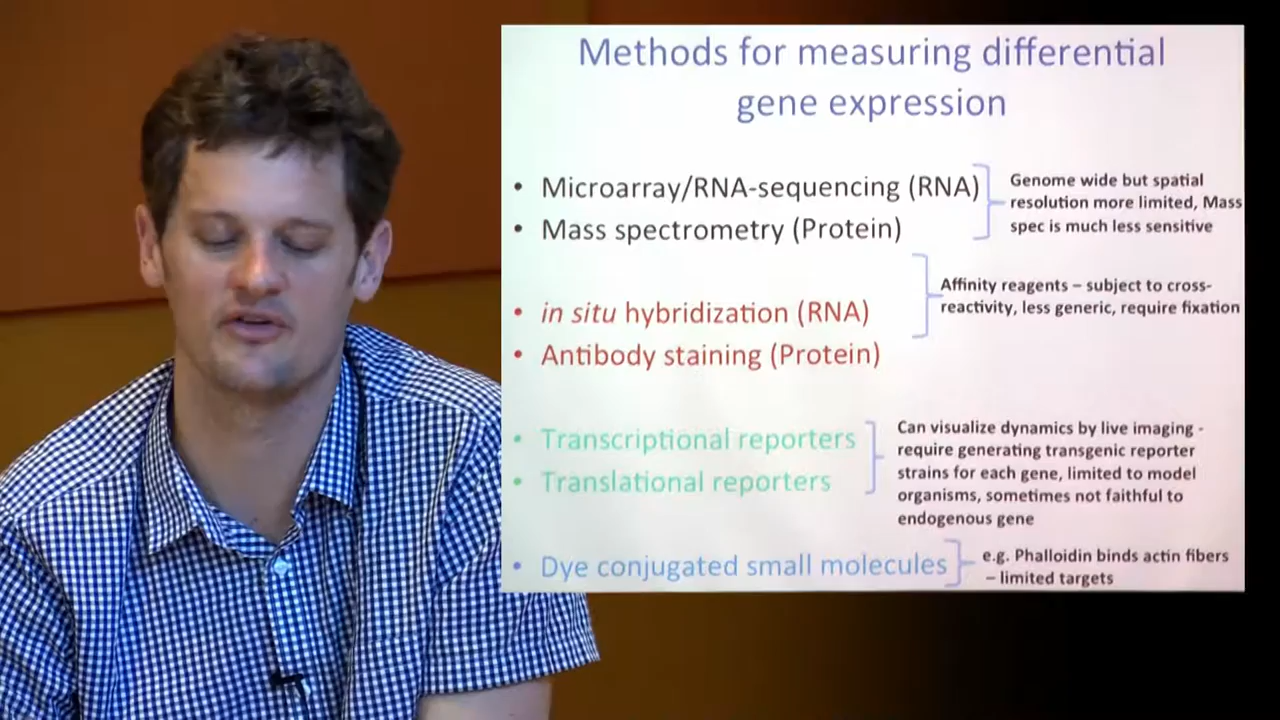 Methods for measuring differential
gene expression
• Microarray/RNA-sequencing (RNA)
• Mass spectrometry (Protein)
Genome wide but spatial
resolution more limited, Mass
spec is much less sensitive
• in situ hybridization (RNA)
• Antibody staining (Protein)
Affinity reagents – subject to cross-
reactivity, less generic, require fixation
• Transcriptional reporters
• Translational reporters
Can visualize dynamics by live imaging -
require generating transgenic reporter
strains for each gene, limited to model
organisms, sometimes not faithful to
endogenous gene
• Dye conjugated small molecules
e.g. Phalloidin binds actin fibers
– limited targets